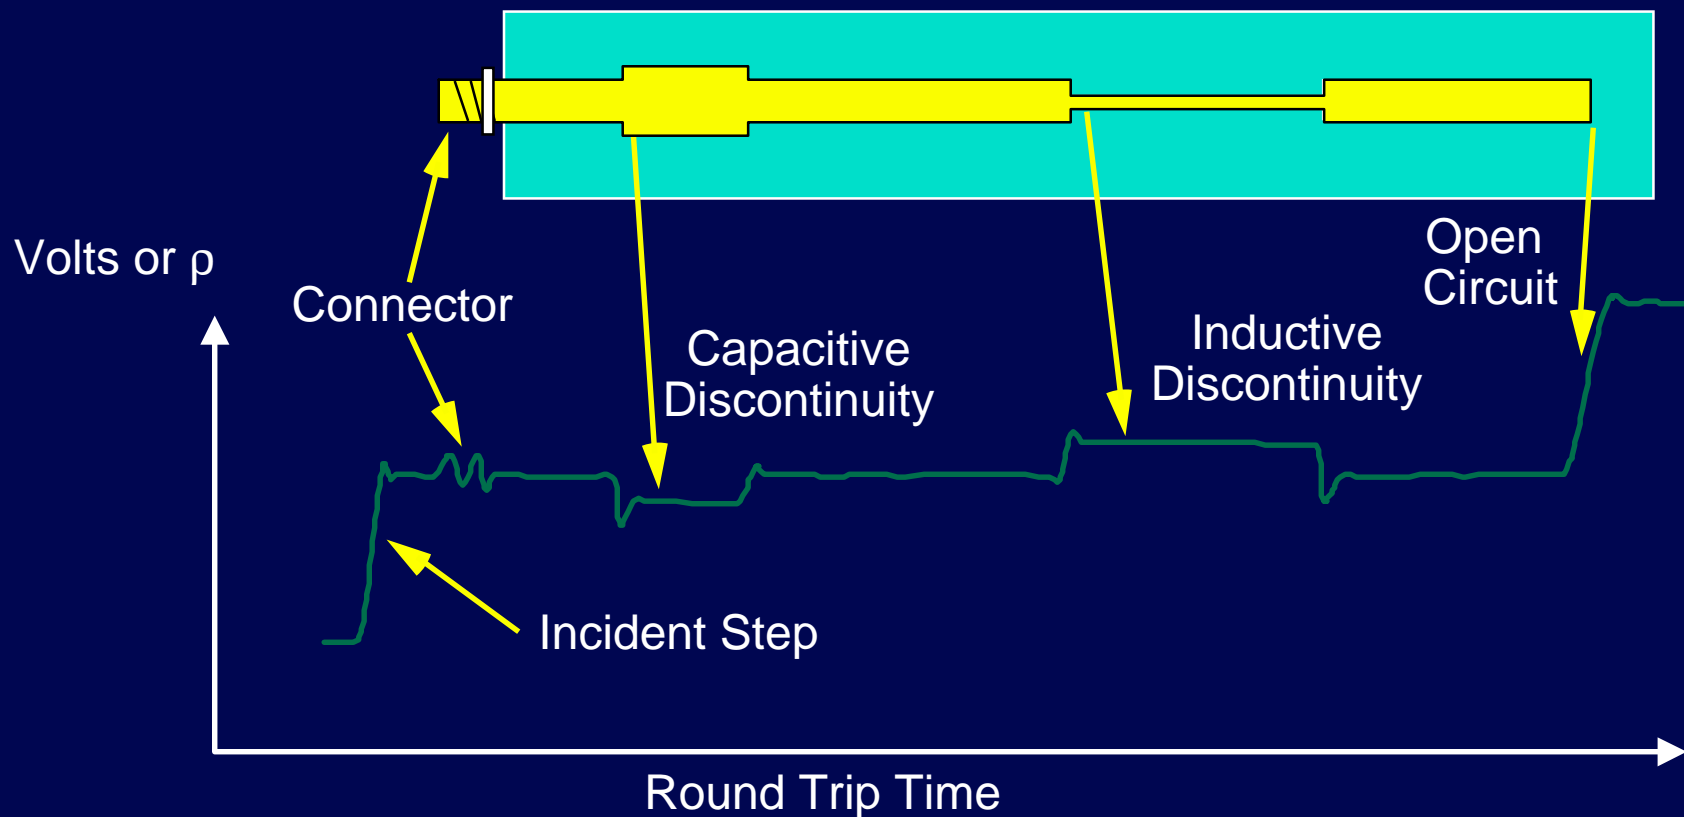 Volts or ρ
Connector
Capacitive
Discontinuity
Inductive
Discontinuity
Open
Circuit
Incident Step
Round Trip Time